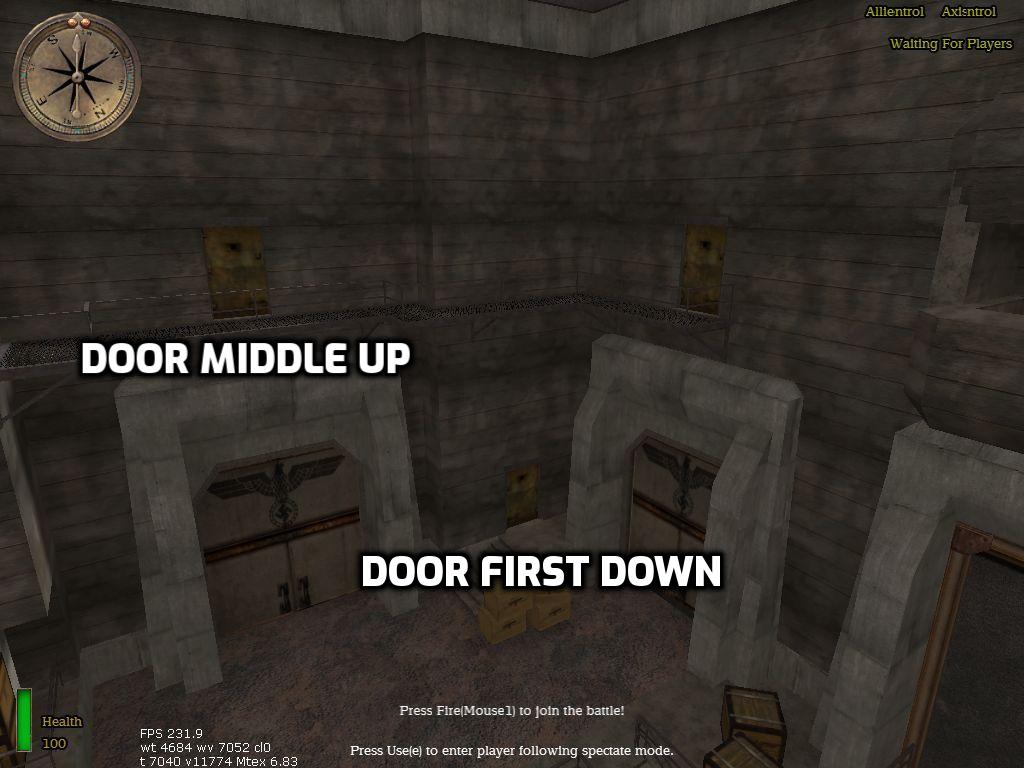 Allientrol Axisntrol
Waiting For Players
DOOR MIDDLE UP
DOOR FIRST DOWN
Press Fire(Mouse1) to join the battle!
Health
100
FPS 231.9
wt 4684 wv 7052 cl0
t 7040 v11774 Mtex 6.83
Press Use(e) to enter player following spectate mode.